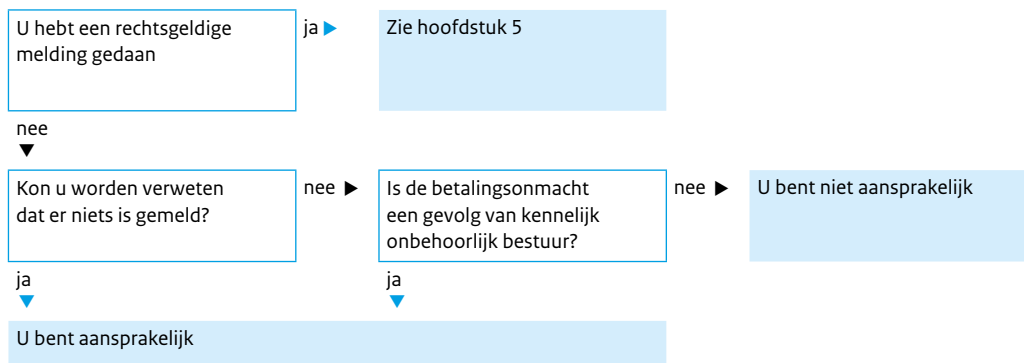 U hebt een rechtsgeldige
melding gedaan
ja
Zie hoofdstuk 5
nee
Kon u worden verweten
dat er niets is gemeld?
nee
Is de betalingsonmacht
een gevolg van kennelijk
onbehoorlijk bestuur?
nee
U bent niet aansprakelijk
ja
ja
U bent aansprakelijk